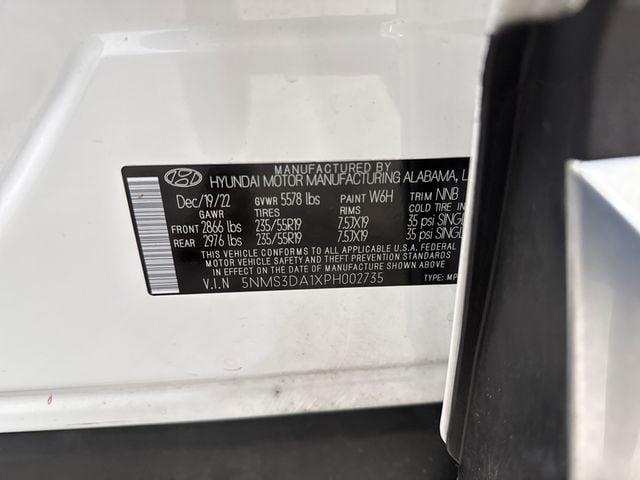 MANUFACTURED BY
HYUNDAI MOTOR MANUFACTURING ALABAMA,
Dec/19/22 GVWR 5578 lbs PAINT W6H TRIM NNB
GAWR TIRES RIMS COLD TIRE
FRONT 2866 lbs 235/55R19 7.5JX19 35 psi
REAR 2976 lbs 235/55R19 7.5JX19 35 psi
THIS VEHICLE CONFORMS TO ALL APPLICABLE U.S.A. FEDERAL
MOTOR VEHICLE SAFETY AND THEFT PREVENTION STANDARDS
IN EFFECT ON THE DATE OF MANUFACTURE SHOWN ABOVE.
V.I.N 5NMS3DA1XPH002735 TYPE: